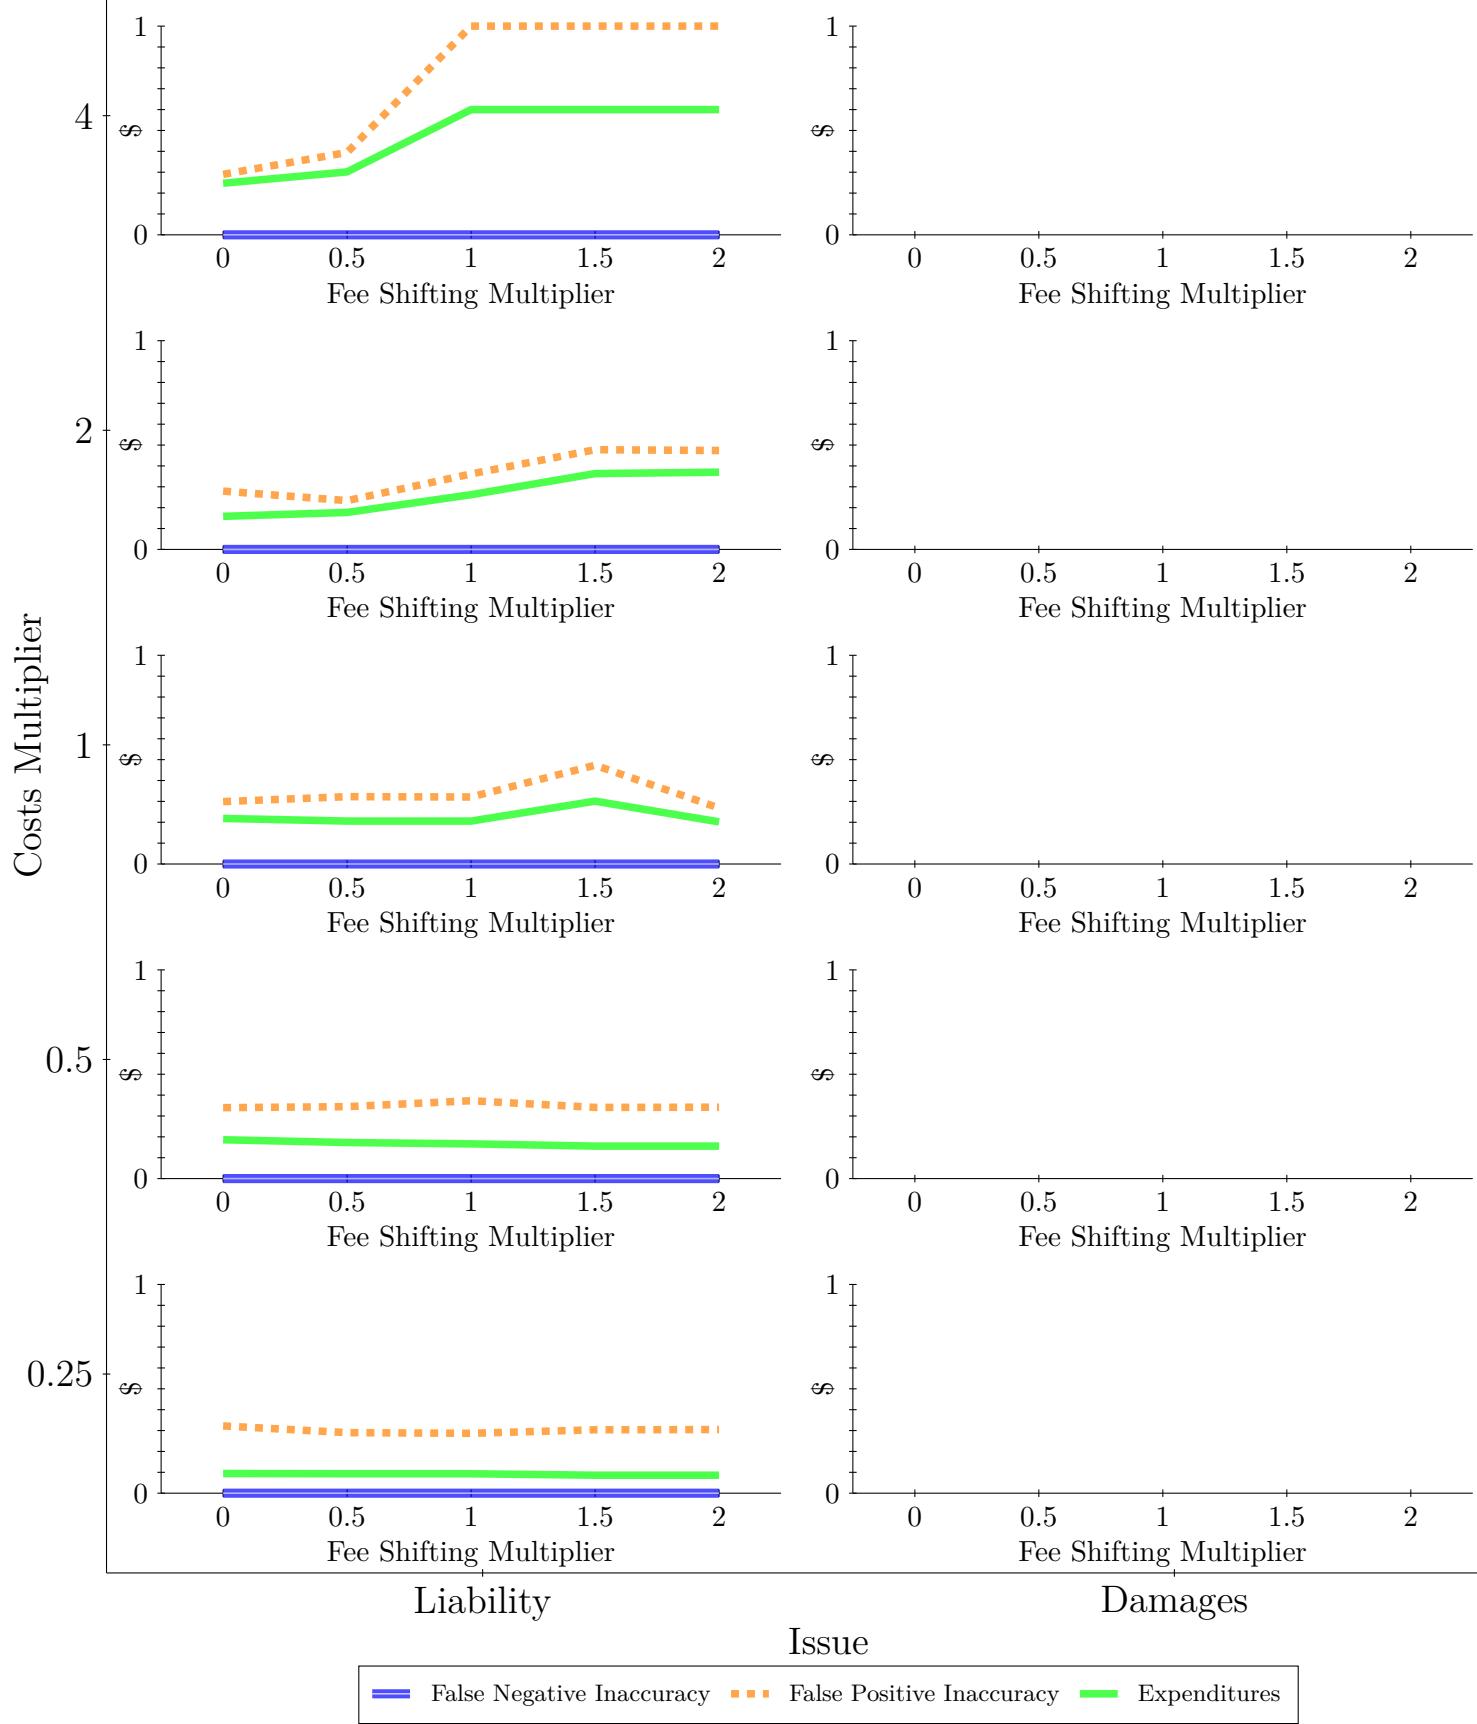 Costs Multiplier
4
1
$
0
0 0.5 1 1.5 2
Fee Shifting Multiplier
1
$
0
0 0.5 1 1.5 2
Fee Shifting Multiplier
2
1
$
0
0 0.5 1 1.5 2
Fee Shifting Multiplier
1
$
0
0 0.5 1 1.5 2
Fee Shifting Multiplier
1
1
$
0
0 0.5 1 1.5 2
Fee Shifting Multiplier
1
$
0
0 0.5 1 1.5 2
Fee Shifting Multiplier
0.5
1
$
0
0 0.5 1 1.5 2
Fee Shifting Multiplier
1
$
0
0 0.5 1 1.5 2
Fee Shifting Multiplier
0.25
1
$
0
0 0.5 1 1.5 2
Fee Shifting Multiplier
1
$
0
0 0.5 1 1.5 2
Fee Shifting Multiplier
Liability Damages
Issue
False Negative Inaccuracy False Positive Inaccuracy Expenditures